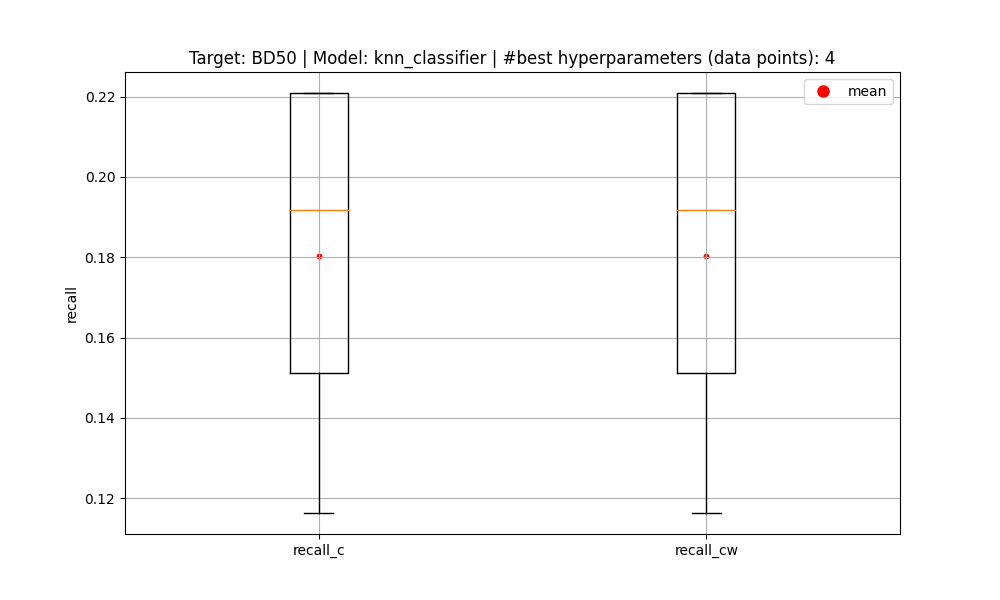 Target: BD50 | Model: knn_classifier | #best hyperparameters (data points): 4
mean
recall
0.22
0.20
0.18
0.16
0.14
0.12
recall_c
recall_cw